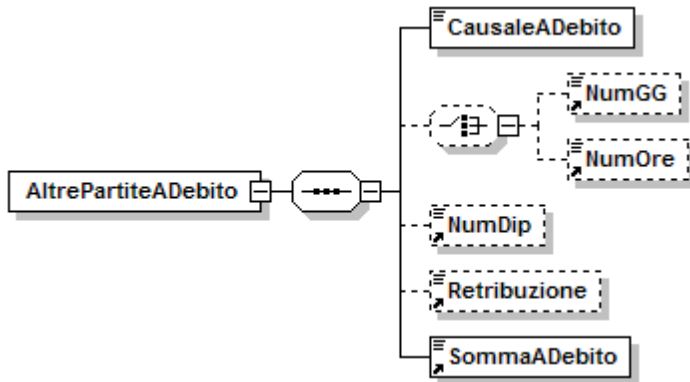 CausaleADebito
NumGG
NumOre
AltrePartiteADebito
NumDip
Retribuzione
SommaADebito